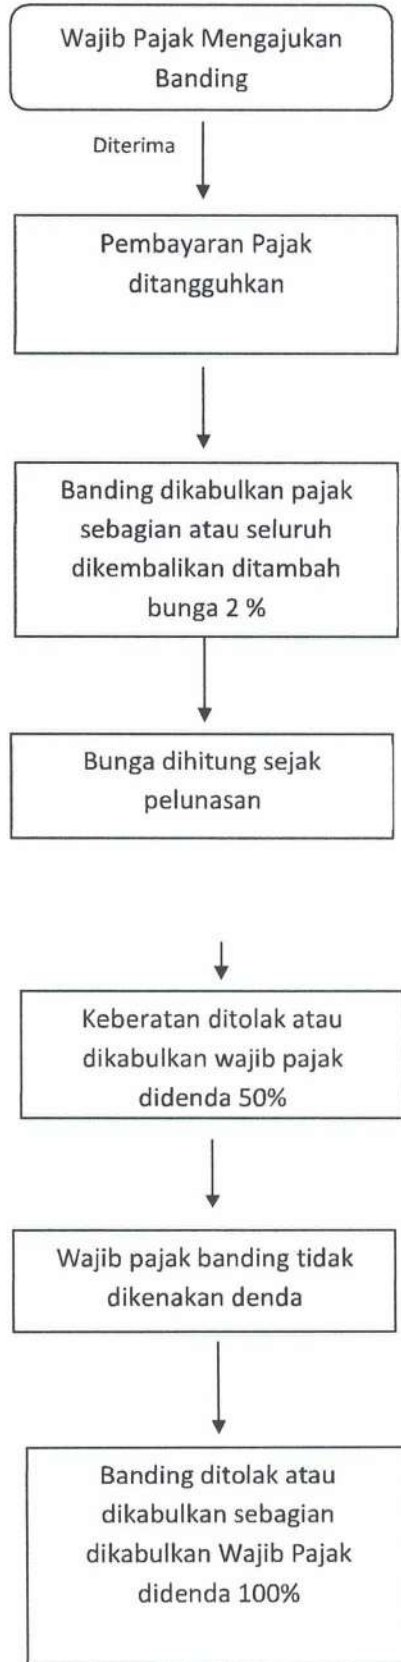 Wajib Pajak Mengajukan
Banding
Diterima
Pembayaran Pajak
ditangguhkan
Banding dikabulkan pajak
sebagian atau seluruh
dikembalikan ditambah
bunga 2 %
Bunga dihitung sejak
pelunasan
Keberatan ditolak atau
dikabulkan wajib pajak
didenda 50%
Wajib pajak banding tidak
dikenakan denda
Banding ditolak atau
dikabulkan sebagian
dikabulkan Wajib Pajak
didenda 100%